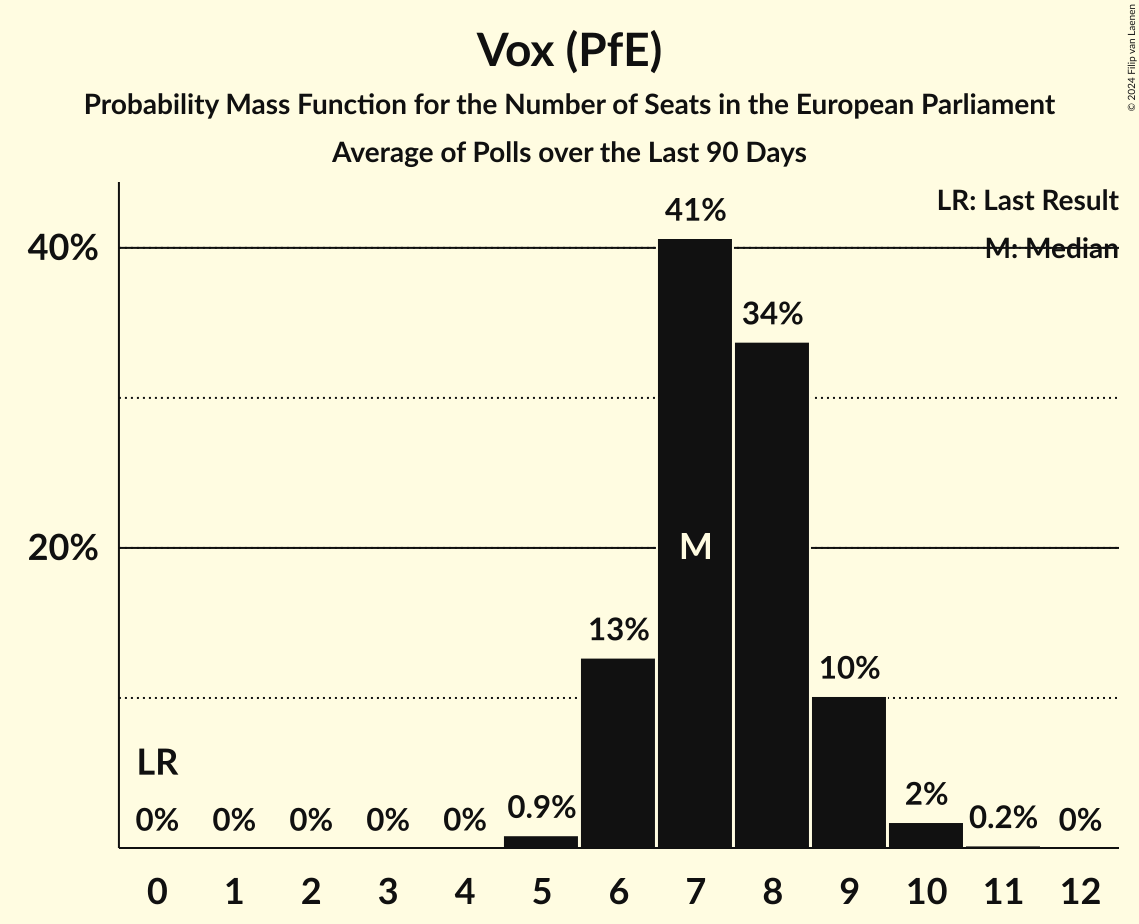 Vox (PfE)
Probability Mass Function for the Number of Seats in the European Parliament
Average of Polls over the Last 90 Days
© 2024 Filip van Laenen
LR: Last Result
M: Median
40%
20%
41%
34%
M
13%
10%
LR
0%
0%
0%
0%
0%
0.9%
2%
0.2%
0%
0 1 2 3 4 5 6 7 8 9 10 11 12